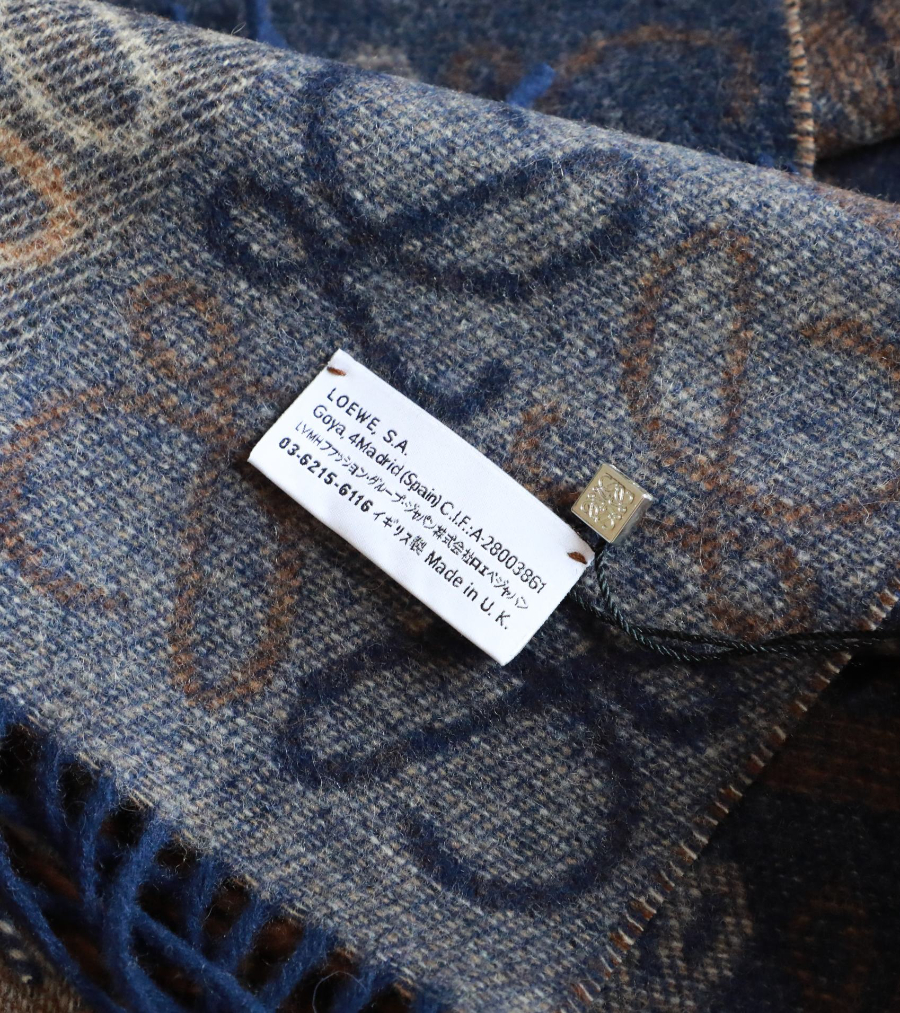 LOEWE, S.A.
Goya, 4Madrid (Spain) C.I.F.: A-28003861
LVMHファッション・グループ・ジャパン株式会社ロエベジャパン
03-6215-6116 イギリス製 Made in U. K.